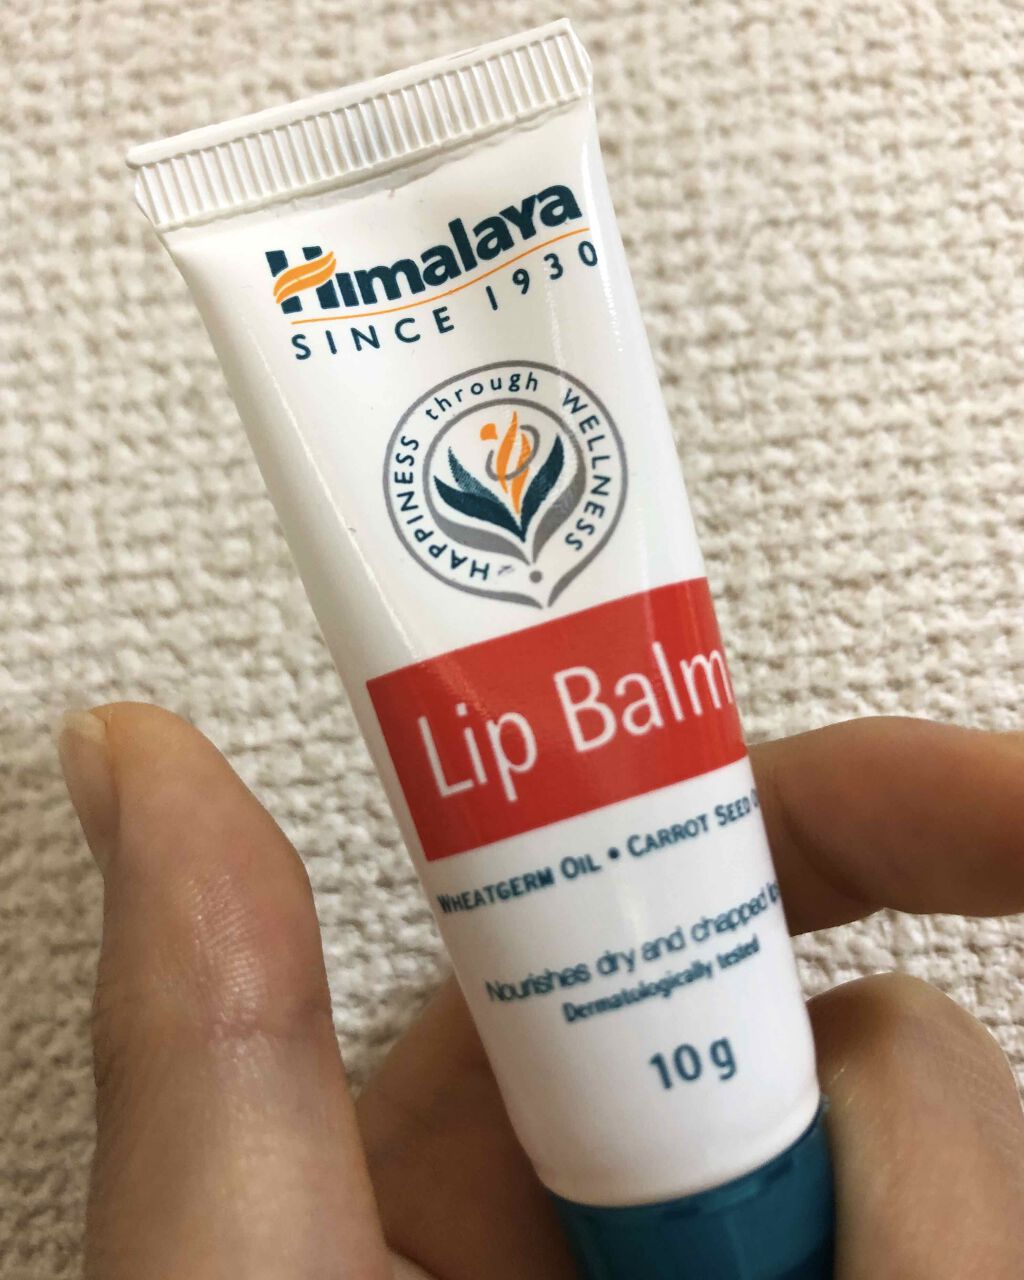 Himalaya
SINCE 1930
HAPPINESS through WELLNESS
Lip Balm
WHEATGERM OIL • CARROT SEED
Nourishes dry and chapped
Dermatologically tested
10 g